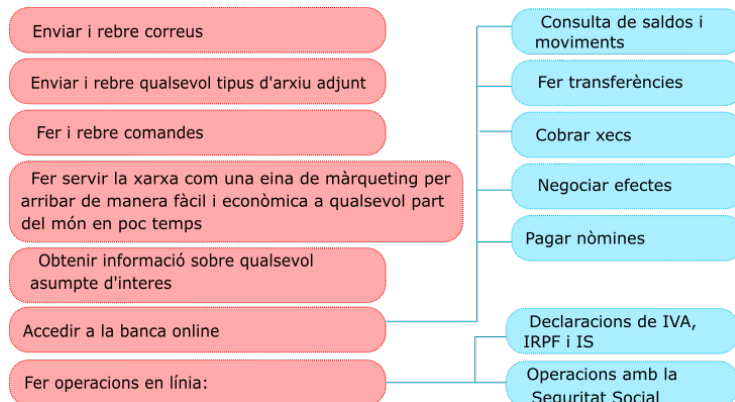 Enviar i rebre correus
Enviar i rebre qualsevol tipus d'arxiu adjunt
Fer i rebre comandes
Fer servir la xarxa com una eina de màrqueting per
arribar de manera fàcil i econòmica a qualsevol part
del món en poc temps
Obtenir informació sobre qualsevol
asumpte d'interes
Accedir a la banca online
Fer operacions en línia:
Consulta de saldos i
moviments
Fer transferències
Cobrar xecs
Negociar efectes
Pagar nòmines
Declaracions de IVA,
IRPF i IS
Operacions amb la
Seguritat Social